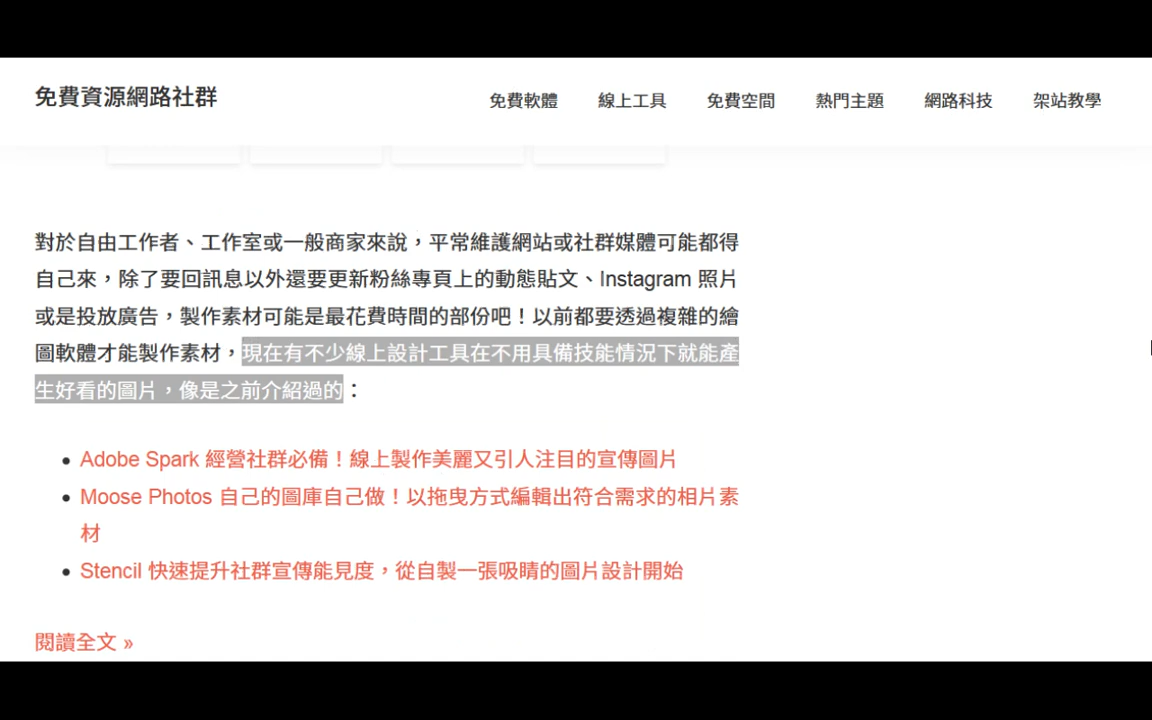 免費資源網路社群
免費軟體 線上工具 免費空間 熱門主題 網路科技 架站教學
對於自由工作者、工作室或一般商家來說，平常維護網站或社群媒體可能都得
自己來，除了要回訊息以外還要更新粉絲專頁上的動態貼文、Instagram 照片
或是投放廣告，製作素材可能是最花費時間的部份吧！以前都要透過複雜的繪
圖軟體才能製作素材，現在有不少線上設計工具在不用具備技能情況下就能產
生好看的圖片，像是之前介紹過的：
• Adobe Spark 經營社群必備！線上製作美麗又引人注目的宣傳圖片
• Moose Photos 自己的圖庫自己做！以拖曳方式編輯出符合需求的相片素
材
• Stencil 快速提升社群宣傳能見度，從自製一張吸睛的圖片設計開始
閱讀全文 »